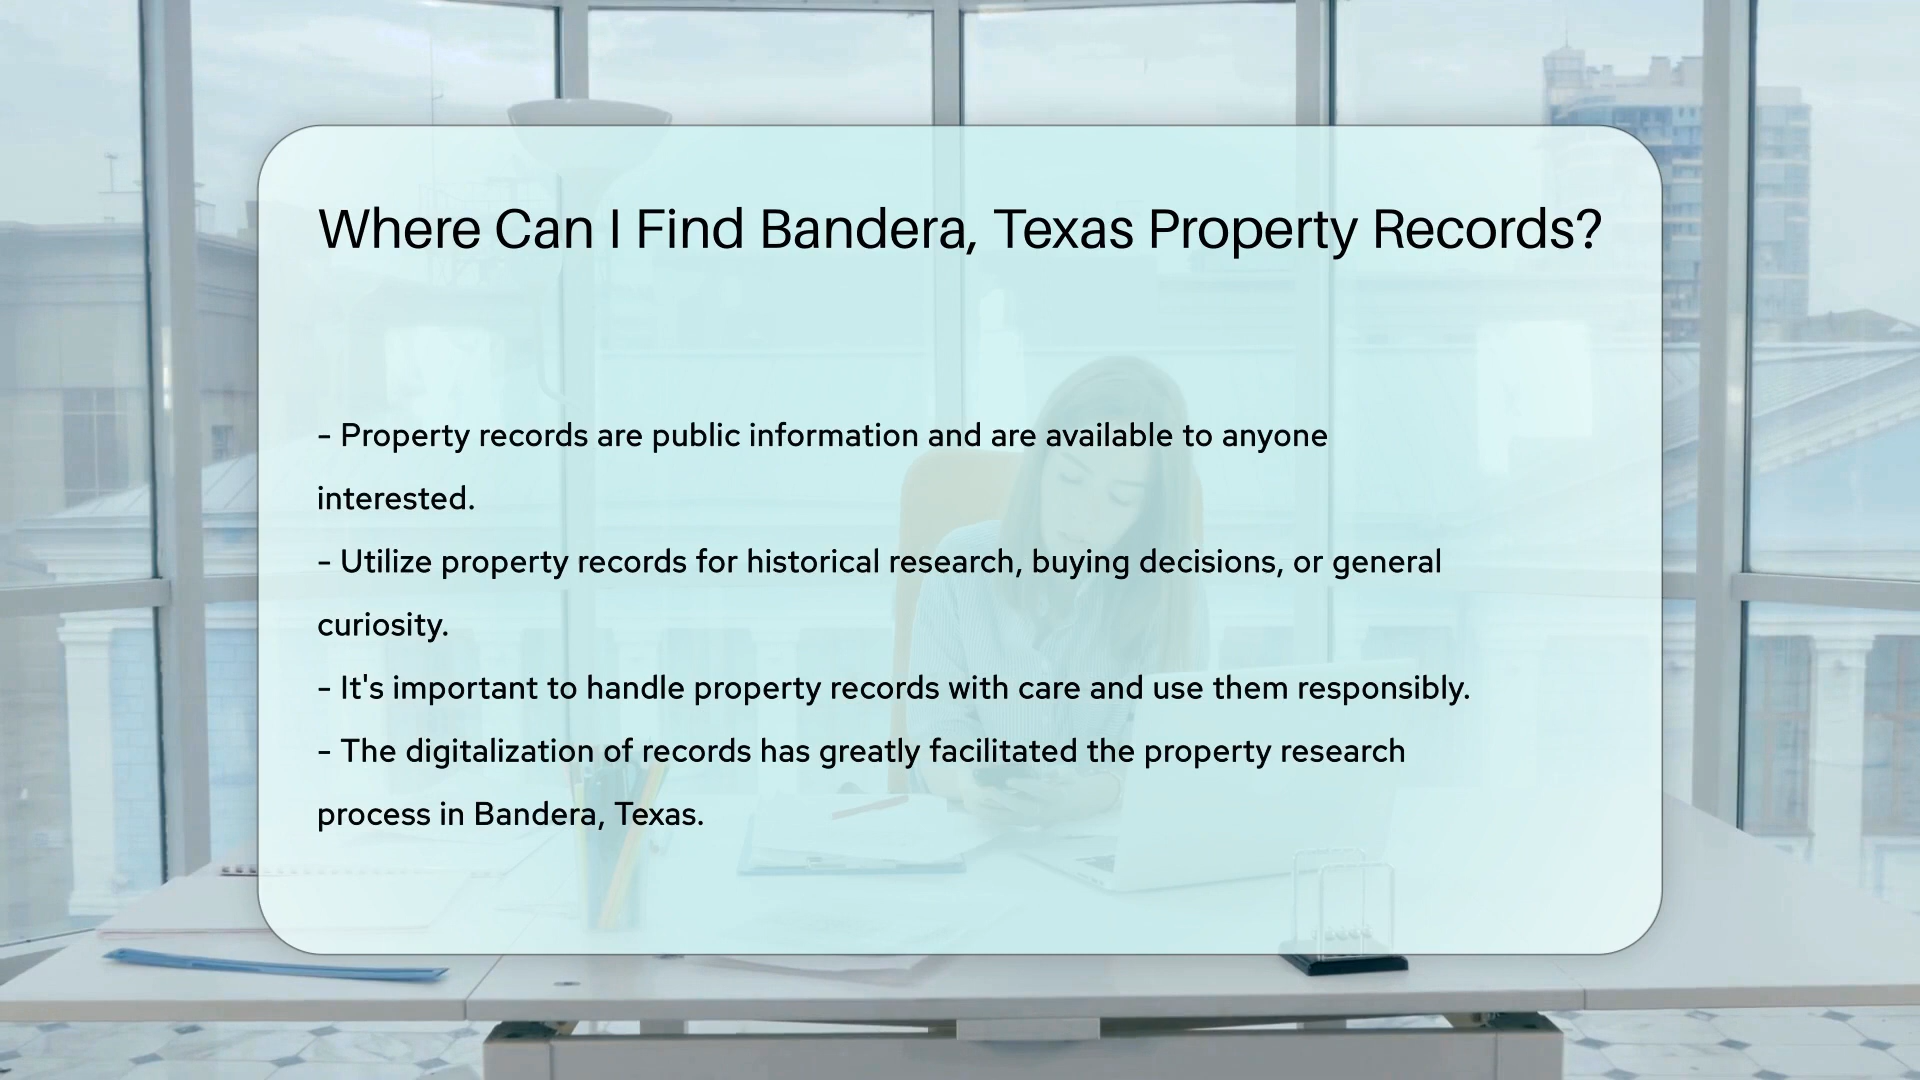 Where Can I Find Bandera, Texas Property Records?
- Property records are public information and are available to anyone
interested.
- Utilize property records for historical research, buying decisions, or general
curiosity.
- It's important to handle property records with care and use them responsibly.
- The digitalization of records has greatly facilitated the property research
process in Bandera, Texas.